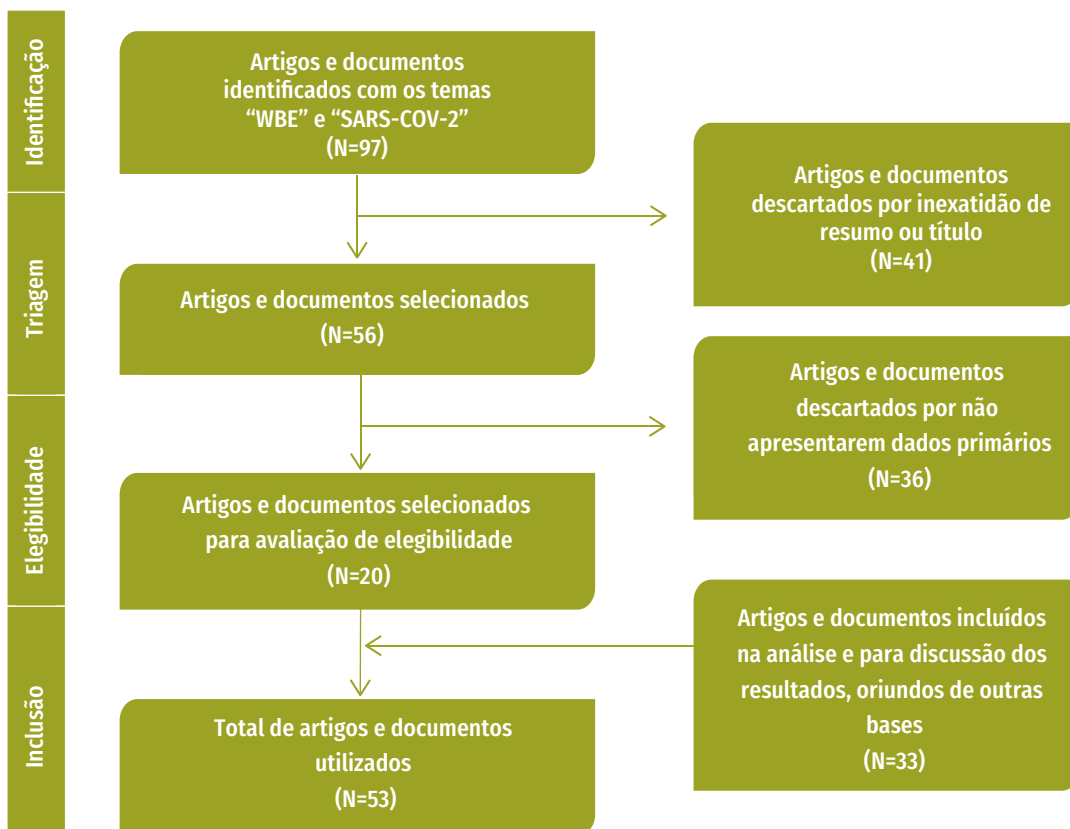 Identificação
Artigos e documentos
identificados com os temas
“WBE” e “SARS-COV-2”
(N=97)
Artigos e documentos
descartados por inexatidão de
resumo ou título
(N=41)
Triagem
Artigos e documentos selecionados
(N=56)
Artigos e documentos
descartados por não
apresentarem dados primários
(N=36)
Elegibilidade
Artigos e documentos selecionados
para avaliação de elegibilidade
(N=20)
Artigos e documentos incluídos
na análise e para discussão dos
resultados, oriundos de outras
bases
(N=33)
Inclusão
Total de artigos e documentos
utilizados
(N=53)